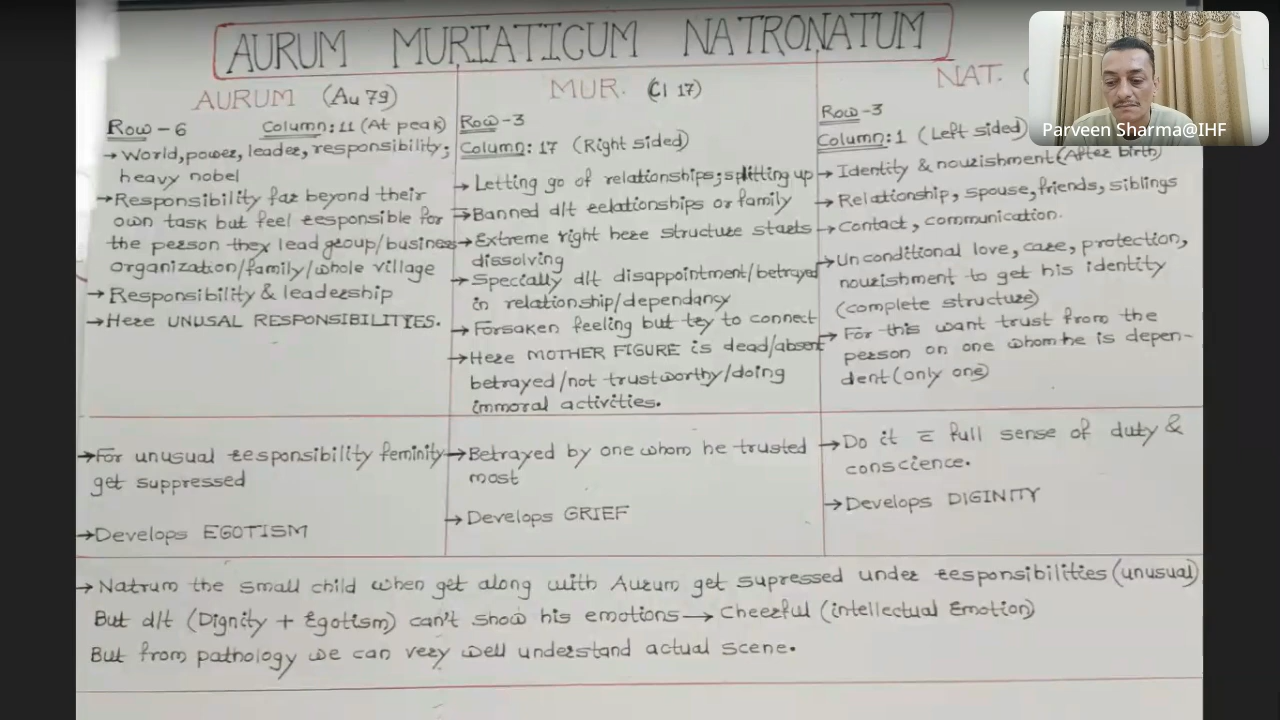 AURUM MURIATICUM NATRONATUM
AURUM (Au 79)
Row-6 Column: 11 (At peak)
→ World, power, leader, responsibility;
heavy nobel
→ Responsibility far beyond their
own task but feel responsible for
the person they lead group/business
organization/family/whole village
→ Responsibility & leadership
→ Here UNUSAL RESPONSIBILITYES.
MUR. (Cl 17)
Row-3
Column: 17 (Right sided)
→ Letting go of relationships; splitting up
→ Banned d/t relationships or family
→ Extreme right here structure starts
dissolving
→ Specially d/t disappointment/betrayed
in relationship/dependancy
→ Forsaken feeling but try to connect
→ Here MOTHER FIGURE is dead/absent
betrayed/not trustworthy/doing
immoral activities.
NAT. (
Row-3
Column: 1 (Left sided)
→ Identity & nourishment (After birth)
→ Relationship, spouse, friends, siblings
→ Contact, communication.
→ Unconditional love, care, protection,
nourishment to get his identity
(complete structure)
→ For this want trust from the
person on one whom he is depen-
dent (only one)
→ For unusual responsibility feminity
get suppressed
→ Develops EGOTISM
→ Betrayed by one whom he trusted
most
→ Develops GRIEF
→ Do it c̄ full sense of duty &
conscience.
→ Develops DIGINITY
→ Natrum the small child when get along with Aurum get supressed under responsibilities (unusual)
But d/t (Dignity + Egotism) can't show his emotions → Cheerful (intellectual Emotion)
But from pathology we can very well understand actual scene.
Parveen Sharma@IHF